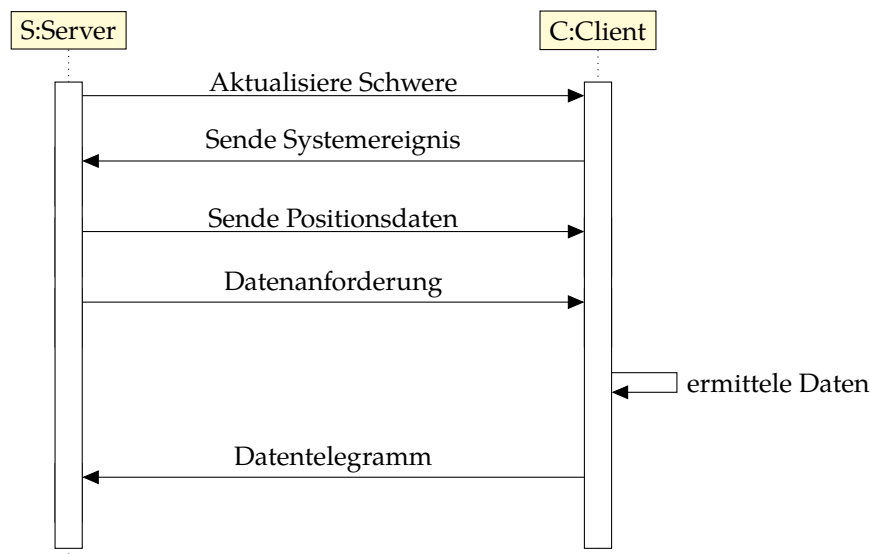 S:Server
C:Client
Aktualisiere Schwere
Sende Systemereignis
Sende Positionsdaten
Datenanforderung
ermittele Daten
Datentelegramm